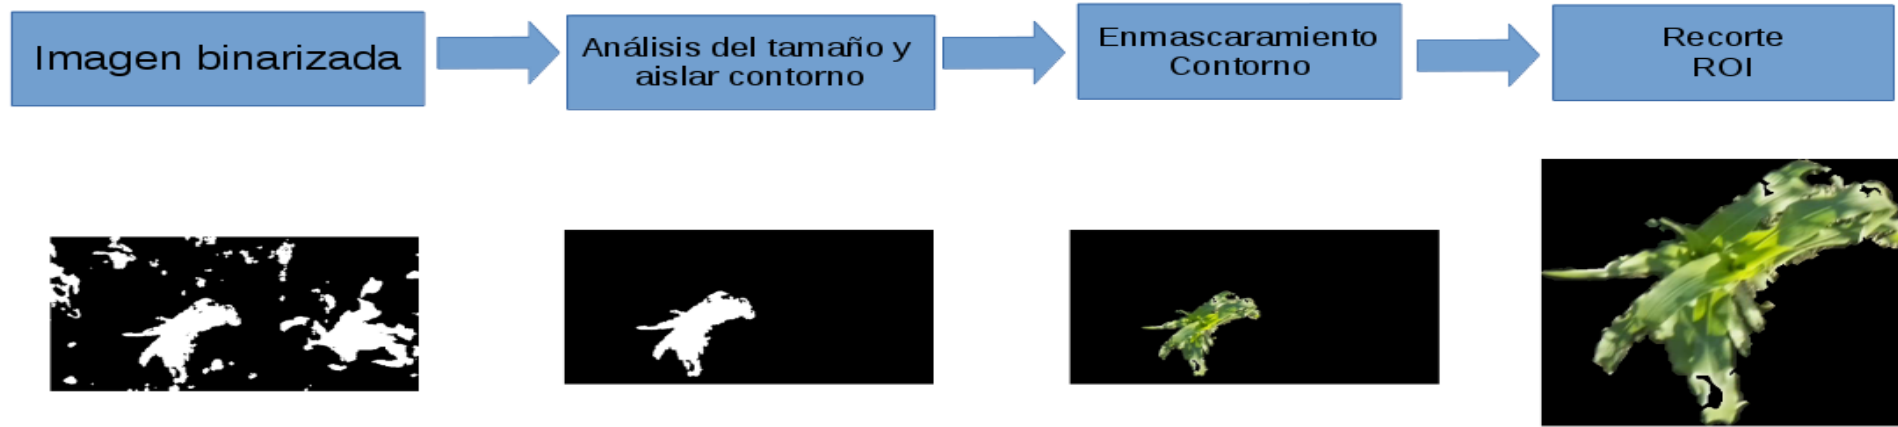 Imagen binarizada
Análisis del tamaño y
aislar contorno
Enmascaramiento
Contorno
Recorte
ROI